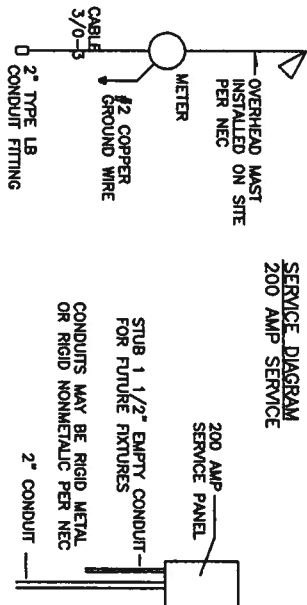 SERVICE DIAGRAM
200 AMP SERVICE
OVERHEAD MAST
INSTALLED ON SITE
PER NEC
METER
#2 COPPER
GROUND WIRE
CABLE
3/0-3
2" TYPE LB
CONDUIT FITTING
200 AMP
SERVICE PANEL
STUB 1 1/2" EMPTY CONDUIT
FOR FUTURE FIXTURES
CONDUITS MAY BE RIGID METAL
OR RIGID NONMETALIC PER NEC
2" CONDUIT